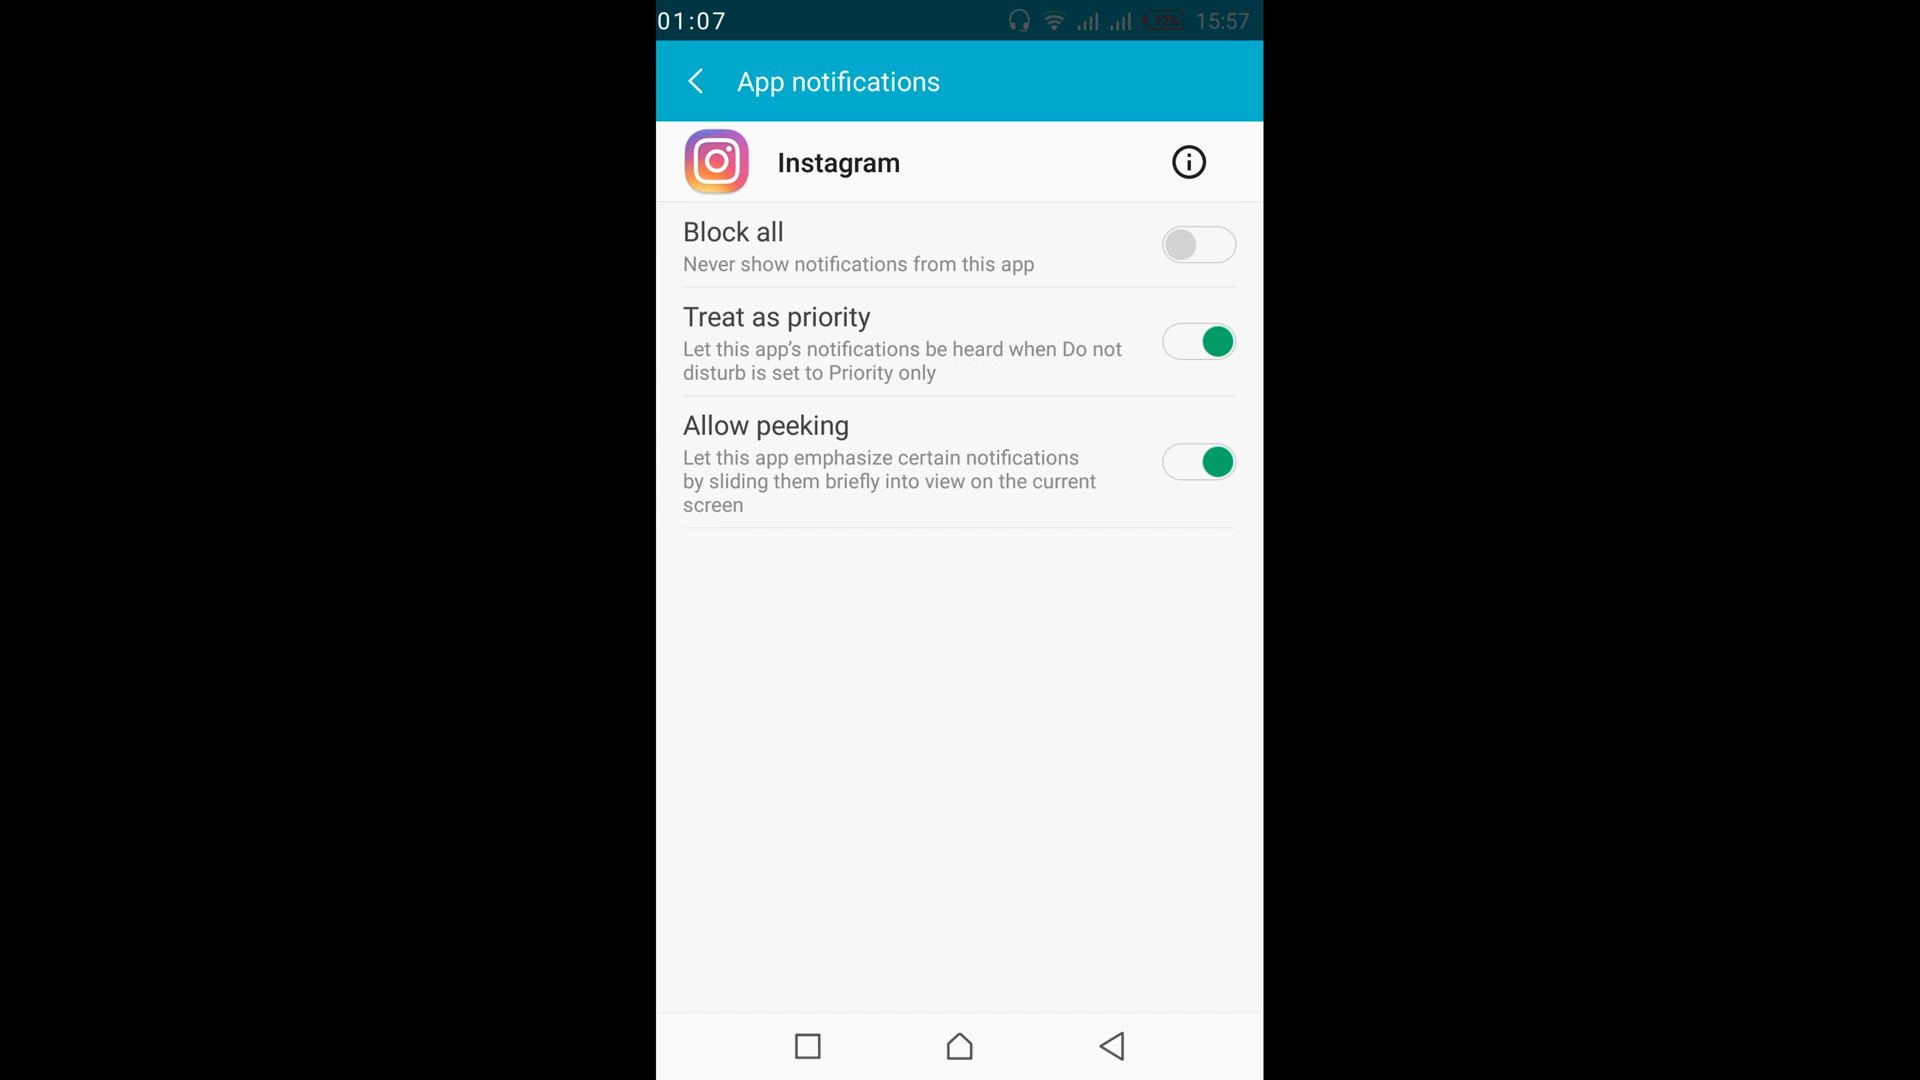 01:07 12% 15:57
App notifications
Instagram
Block all
Never show notifications from this app
Treat as priority
Let this app’s notifications be heard when Do not
disturb is set to Priority only
Allow peeking
Let this app emphasize certain notifications
by sliding them briefly into view on the current
screen